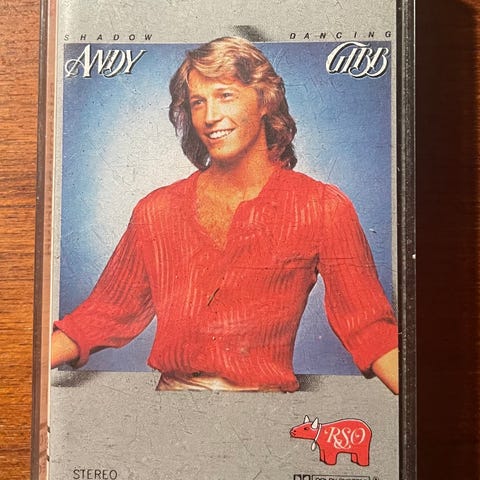 SHADOW DANCING
ANDY GIBB
RSO
STEREO